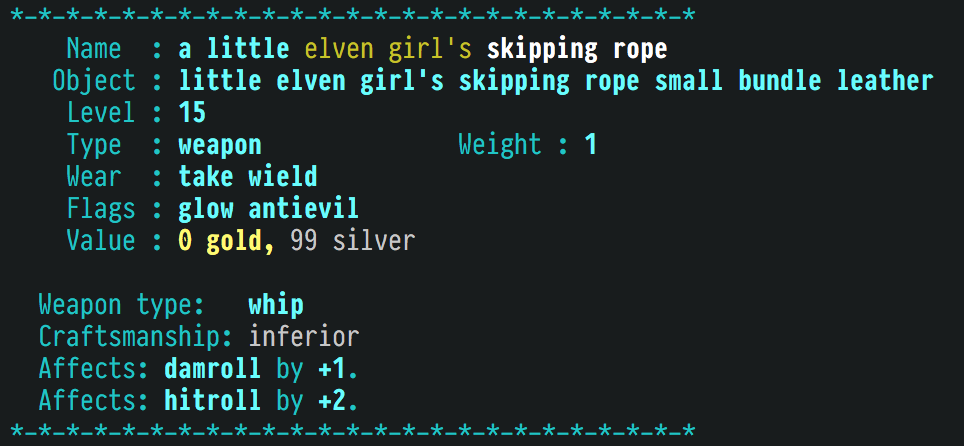 *-*-*-*-*-*-*-*-*-*-*-*-*-*-*-*-*-*-*-*-*-*-*-*-*
Name : a little elven girl's skipping rope
Object : little elven girl's skipping rope small bundle leather
Level : 15
Type : weapon Weight : 1
Wear : take wield
Flags : glow antievil
Value : 0 gold, 99 silver
Weapon type: whip
Craftsmanship: inferior
Affects: damroll by +1.
Affects: hitroll by +2.
*-*-*-*-*-*-*-*-*-*-*-*-*-*-*-*-*-*-*-*-*-*-*-*-*